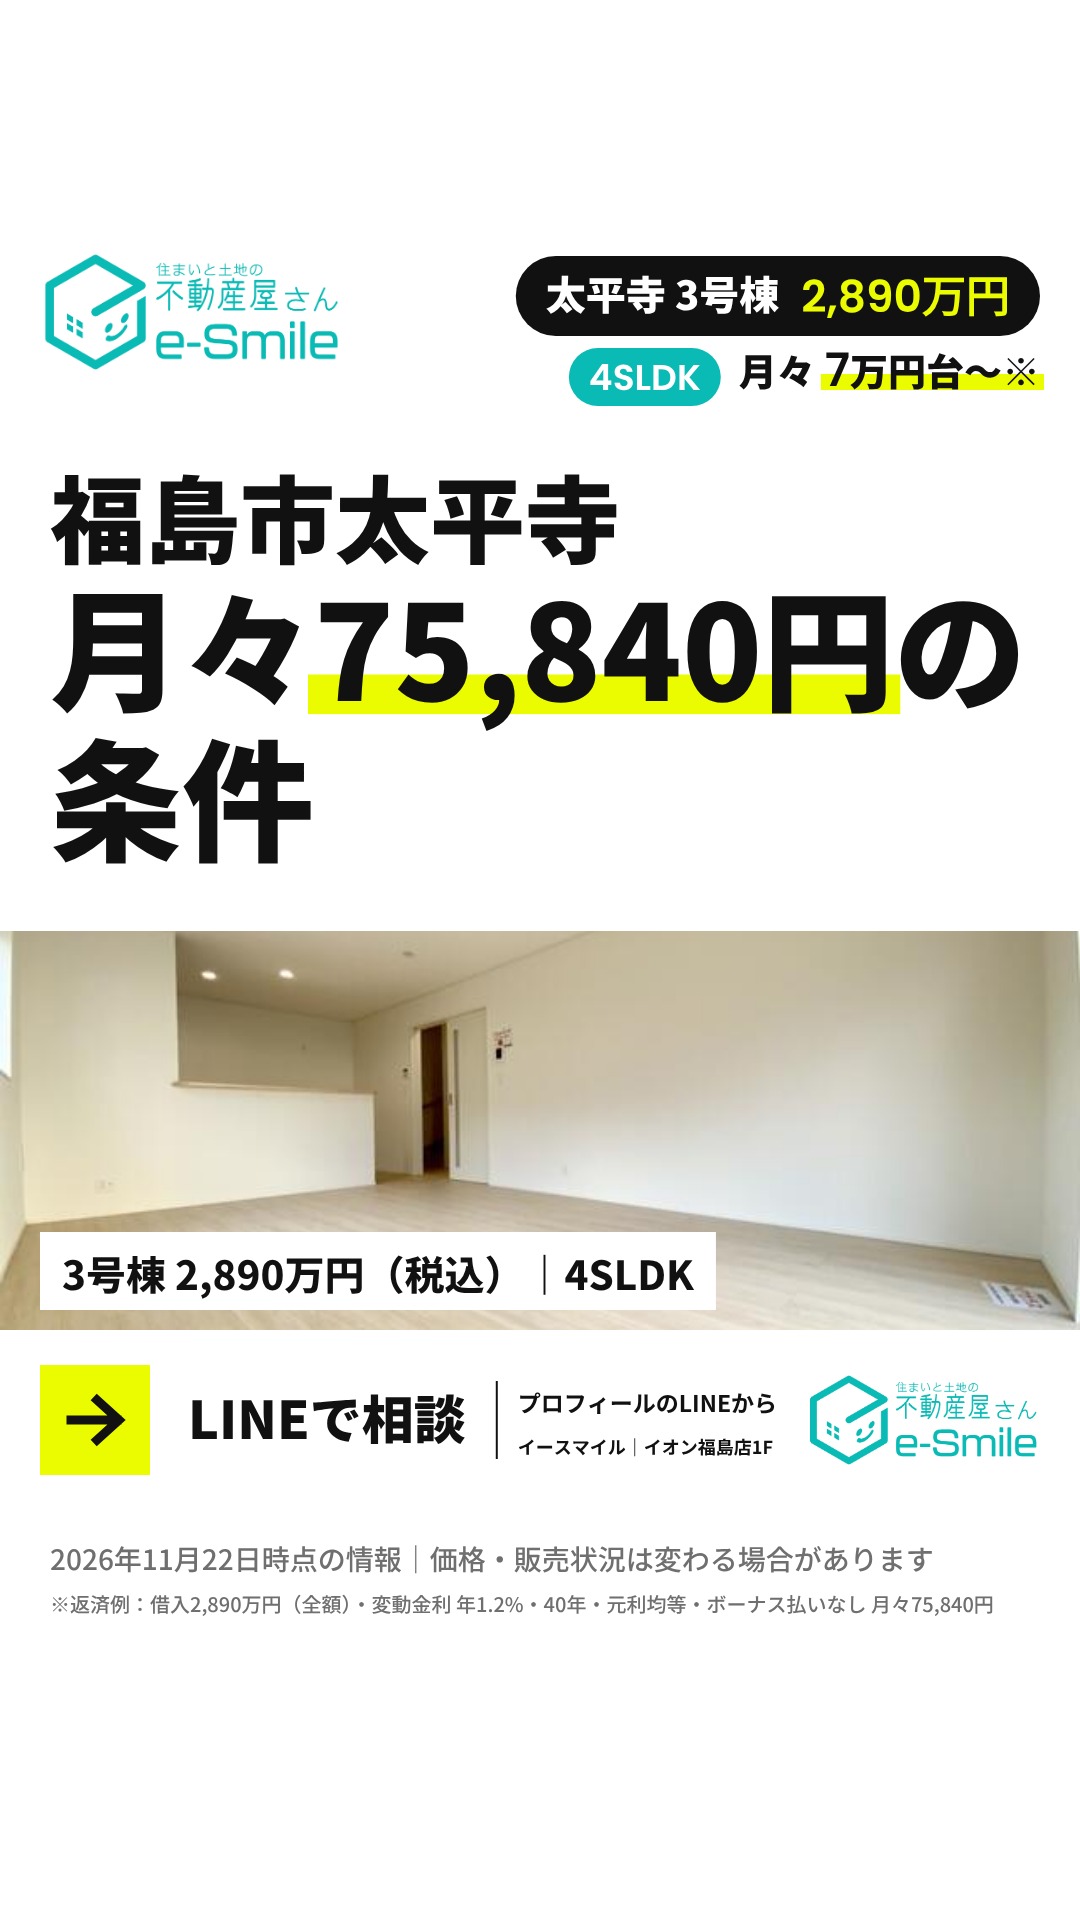 住まいと土地の
不動産屋さん
e-Smile
太平寺 3号棟 2,890万円
4SLDK 月々 7万円台〜※
福島市太平寺
月々75,840円の
条件
3号棟 2,890万円（税込）｜4SLDK
LINEで相談
プロフィールのLINEから
イースマイル｜イオン福島店1F
住まいと土地の
不動産屋さん
e-Smile
2026年11月22日時点の情報｜価格・販売状況は変わる場合があります
※返済例：借入2,890万円（全額）・変動金利 年1.2%・40年・元利均等・ボーナス払いなし 月々75,840円